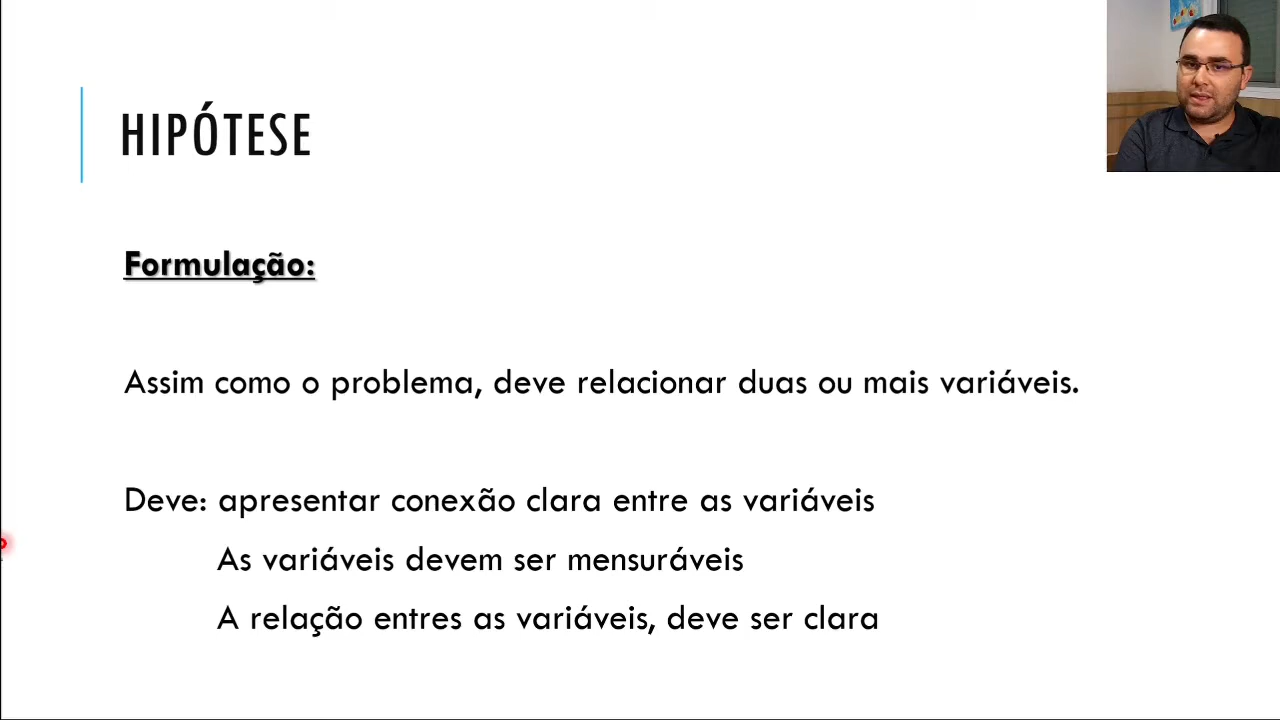 HIPÓTESE
Formulação:
Assim como o problema, deve relacionar duas ou mais variáveis.
Deve: apresentar conexão clara entre as variáveis
As variáveis devem ser mensuráveis
A relação entres as variáveis, deve ser clara